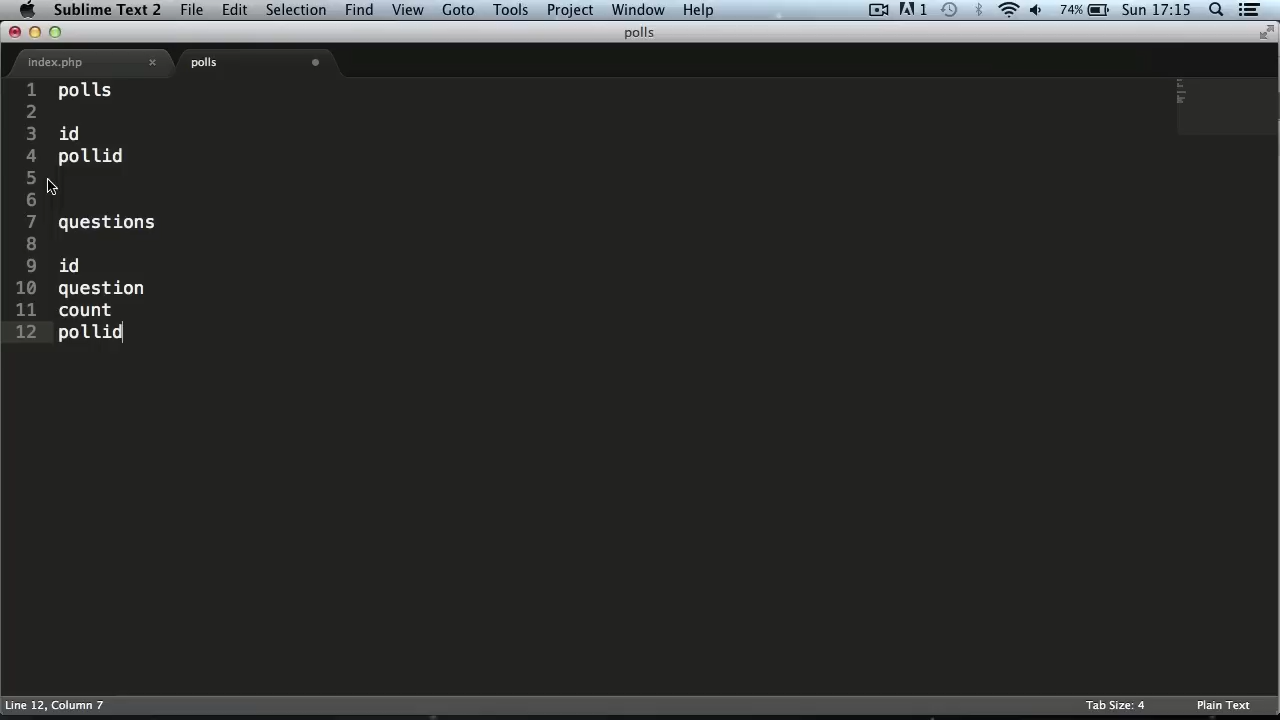 Sublime Text 2 File Edit Selection Find View Goto Tools Project Window Help 1 74% Sun 17:15
polls
index.php × polls
1 polls
2
3 id
4 pollid
5
6
7 questions
8
9 id
10 question
11 count
12 pollid
Line 12, Column 7 Tab Size: 4 Plain Text